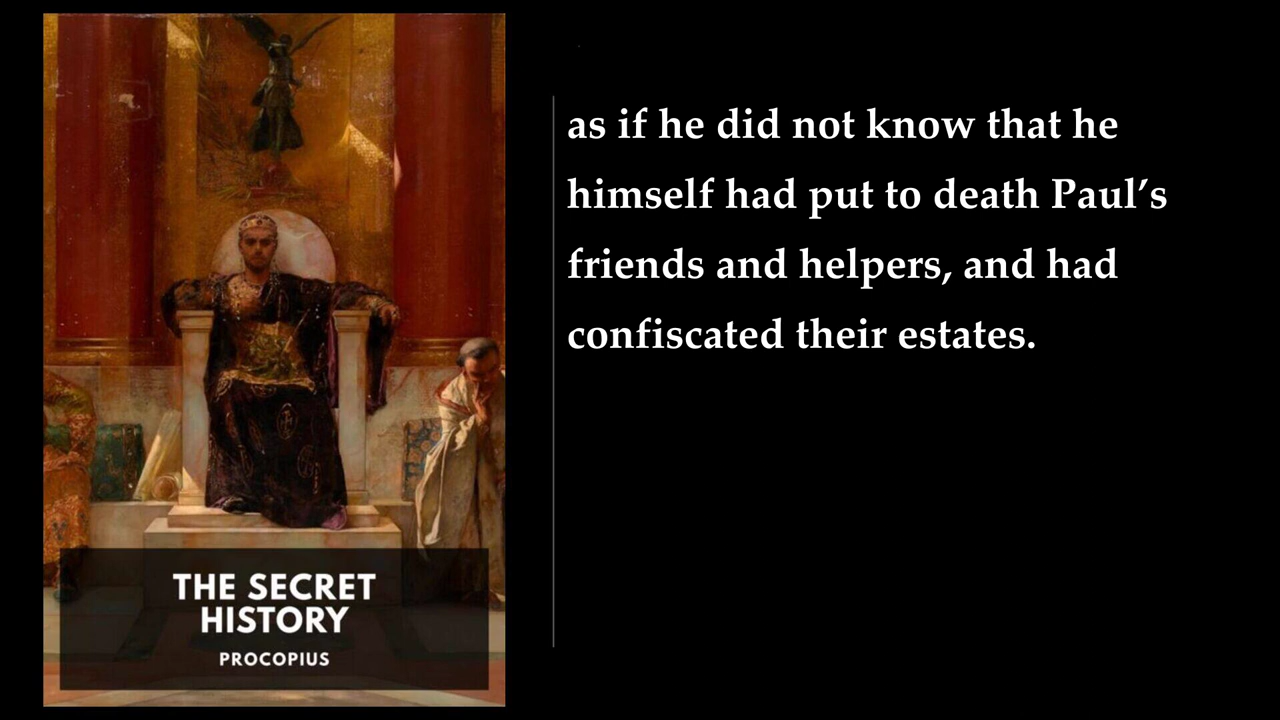 as if he did not know that he
himself had put to death Paul’s
friends and helpers, and had
confiscated their estates.
THE SECRET
HISTORY
PROCOPIUS